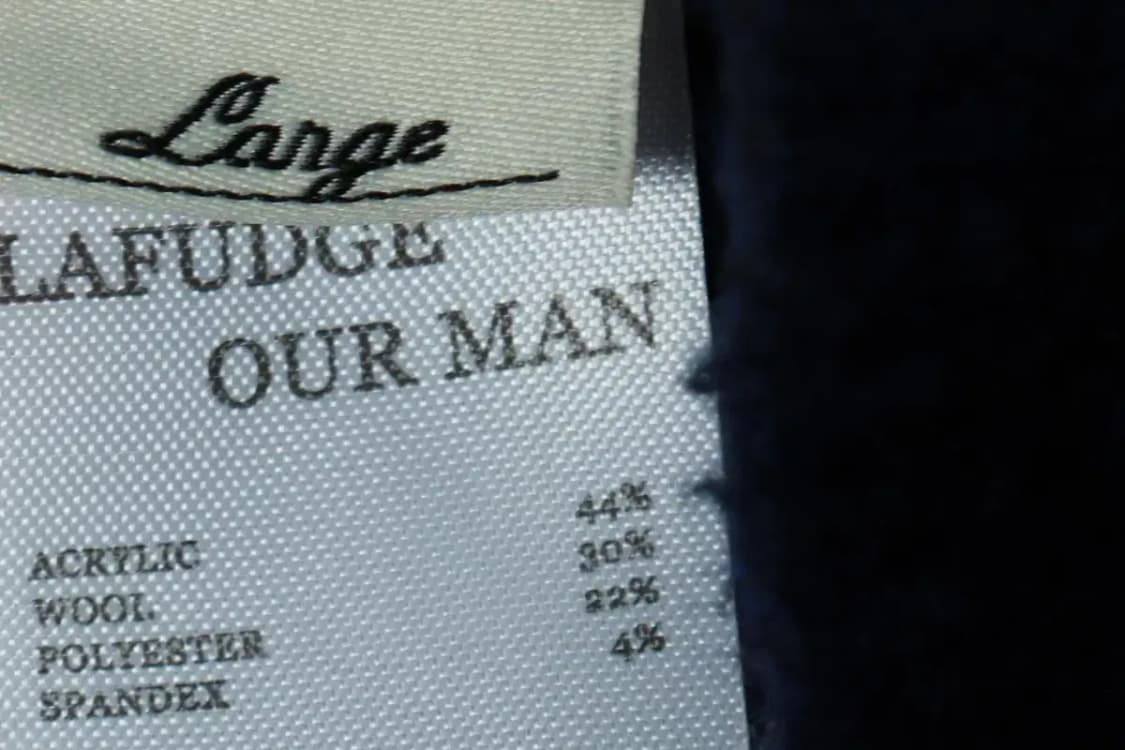 Large
LAFUDGE
OUR MAN
ACRYLIC 44%
WOOL 30%
POLYESTER 22%
SPANDEX 4%